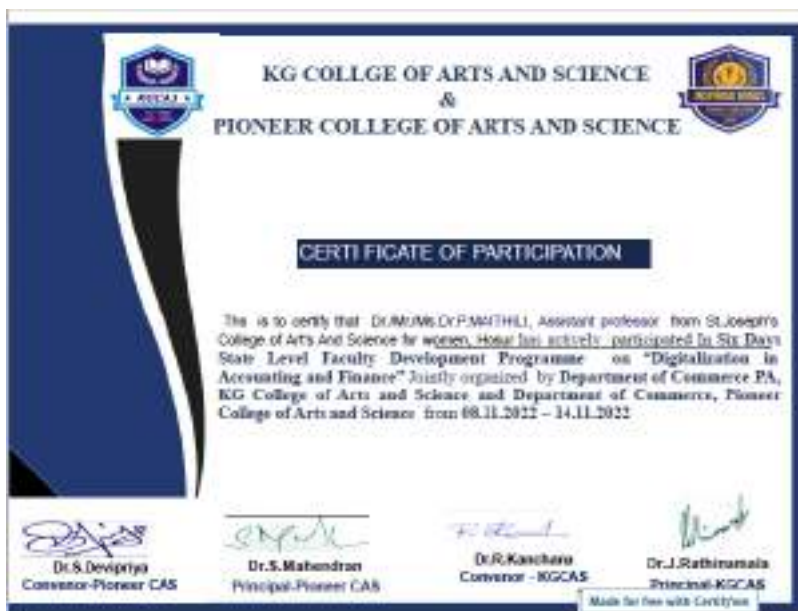 KG COLLGE OF ARTS AND SCIENCE
&
PIONEER COLLEGE OF ARTS AND SCIENCE
KGCAS
CERTIFICATE OF PARTICIPATION
The is to certify that Dr./Mr/Ms.Dr.P.MAITHILI, Assistant professor from St.Joseph's
College of Arts And Science for women, Hosur has actively participated In Six Days
State Level Faculty Development Programme on "Digitalization in
Accounting and Finance" Jointly organized by Department of Commerce PA,
KG College of Arts and Science and Department of Commerce, Pioneer
College of Arts and Science from 08.11.2022 – 14.11.2022
Dr.S.Devipriya
Convenor-Pioneer CAS
Dr.S.Mahendran
Principal-Pioneer CAS
Dr.R.Kanchana
Convenor - KGCAS
Dr.J.Rathinamala
Principal-KGCAS
Made for free with Certify'em